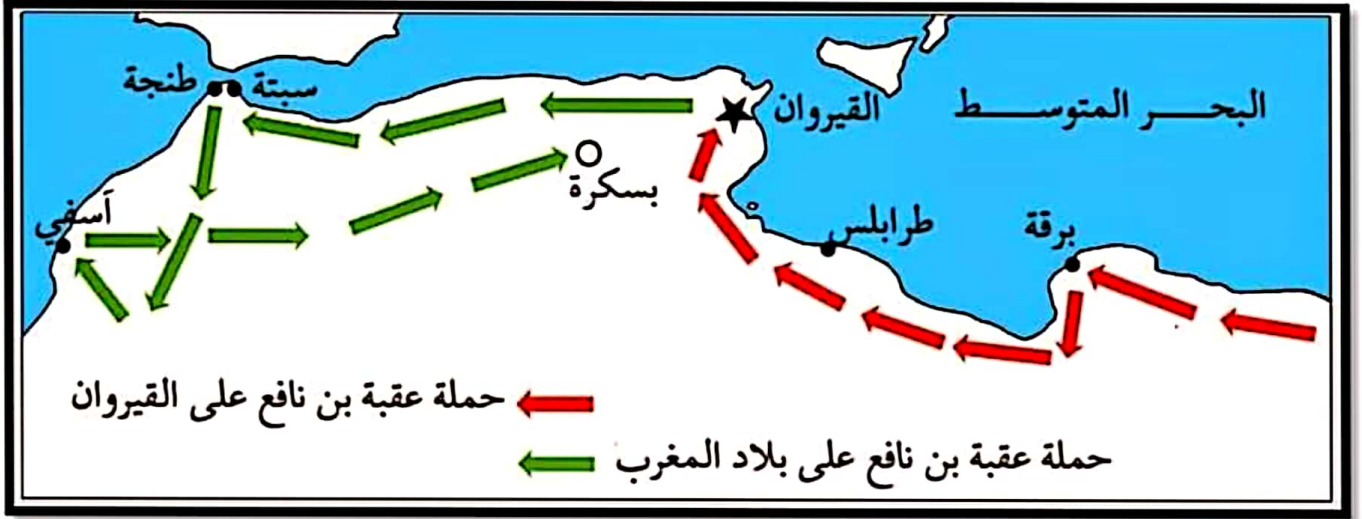 طنجة
سبتة
القيروان
البحر المتوسط
بسكرة
آسفي
طرابلس
برقة
حملة عقبة بن نافع على القيروان
حملة عقبة بن نافع على بلاد المغرب